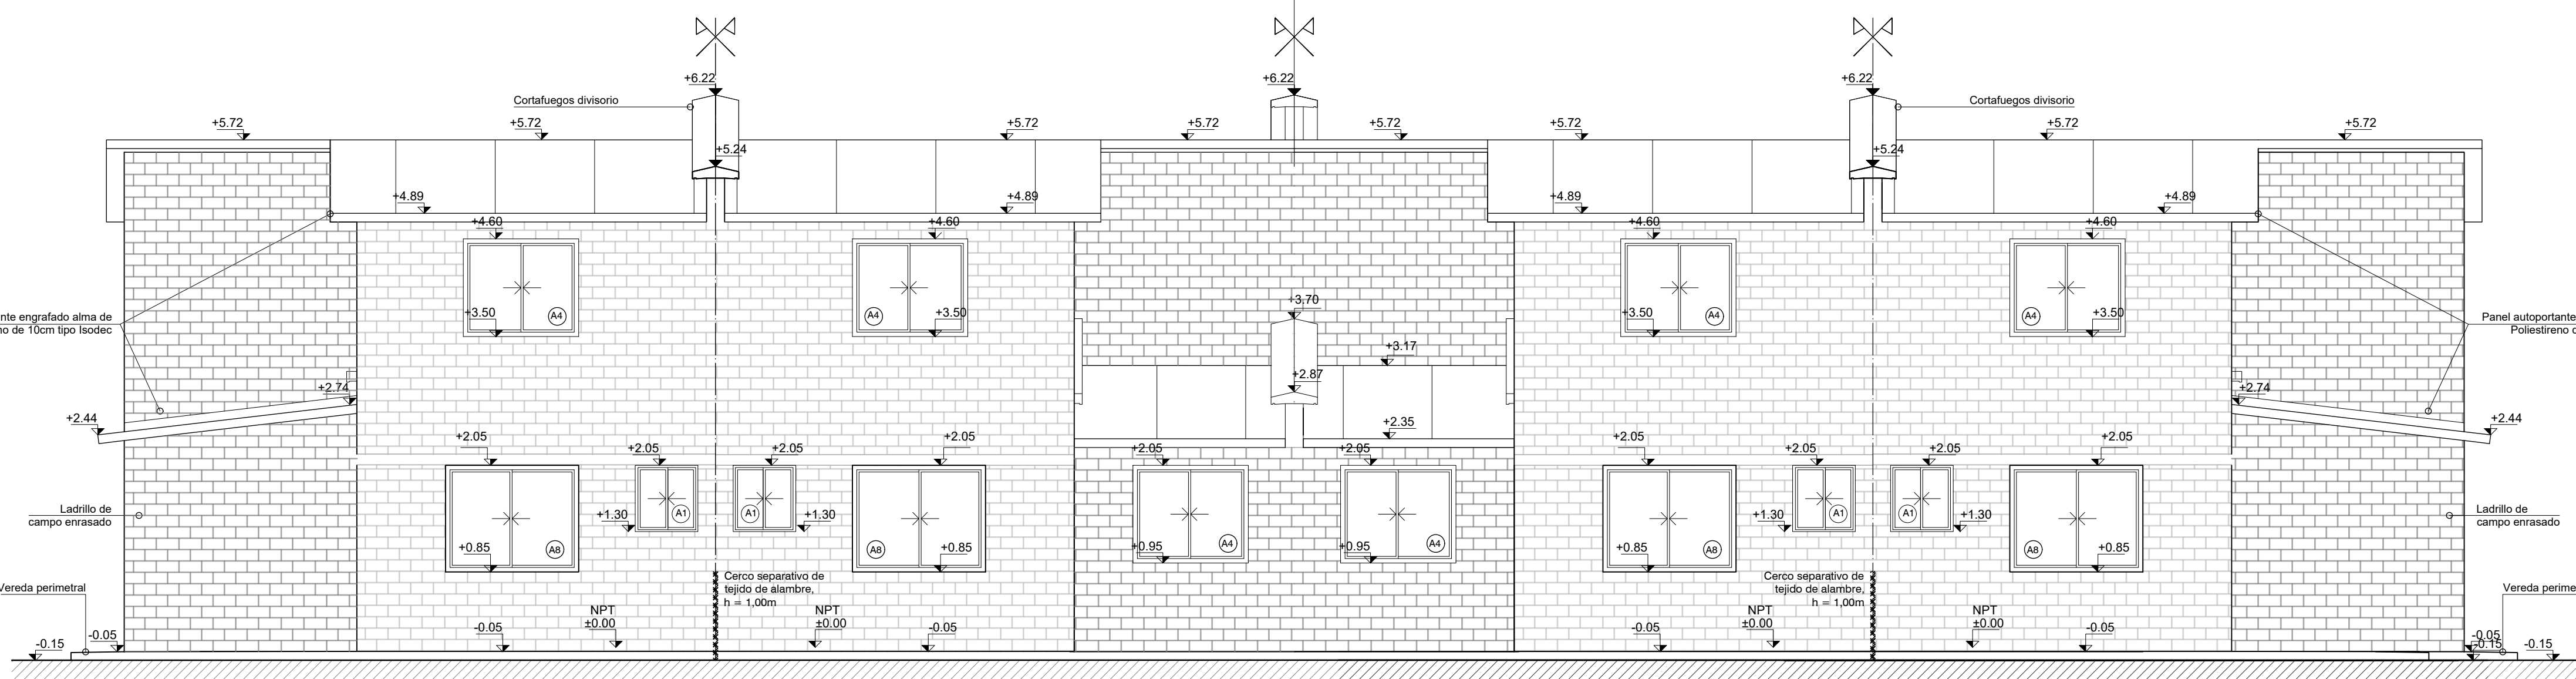 +6.22
+6.22
+6.22
Cortafuegos divisorio
Cortafuegos divisorio
+5.72
+5.72
+5.72
+5.72
+5.72
+5.72
+5.72
+5.72
+5.24
+5.24
+4.89
+4.89
+4.89
+4.89
+4.60
+4.60
+4.60
+4.60
+3.50
A4
A4
+3.50
+3.50
A4
A4
+3.50
+3.70
nte engrafado alma de
no de 10cm tipo Isodec
Panel autoportante
Poliestireno
+3.17
+2.87
+2.74
+2.74
+2.44
+2.44
+2.35
+2.05
+2.05
+2.05
+2.05
+2.05
+2.05
+2.05
+2.05
+2.05
+2.05
Ladrillo de
campo enrasado
+1.30
A1
A1
+1.30
+1.30
A1
A1
+1.30
Ladrillo de
campo enrasado
+0.85
A8
A8
+0.85
+0.95
A4
+0.95
A4
+0.85
A8
A8
+0.85
Vereda perimetral
Cerco separativo de
tejido de alambre,
h = 1,00m
Cerco separativo de
tejido de alambre,
h = 1,00m
Vereda perime
NPT
±0.00
NPT
±0.00
NPT
±0.00
NPT
±0.00
-0.15
-0.05
-0.05
-0.05
-0.05
-0.05
-0.05
-0.15
-0.15